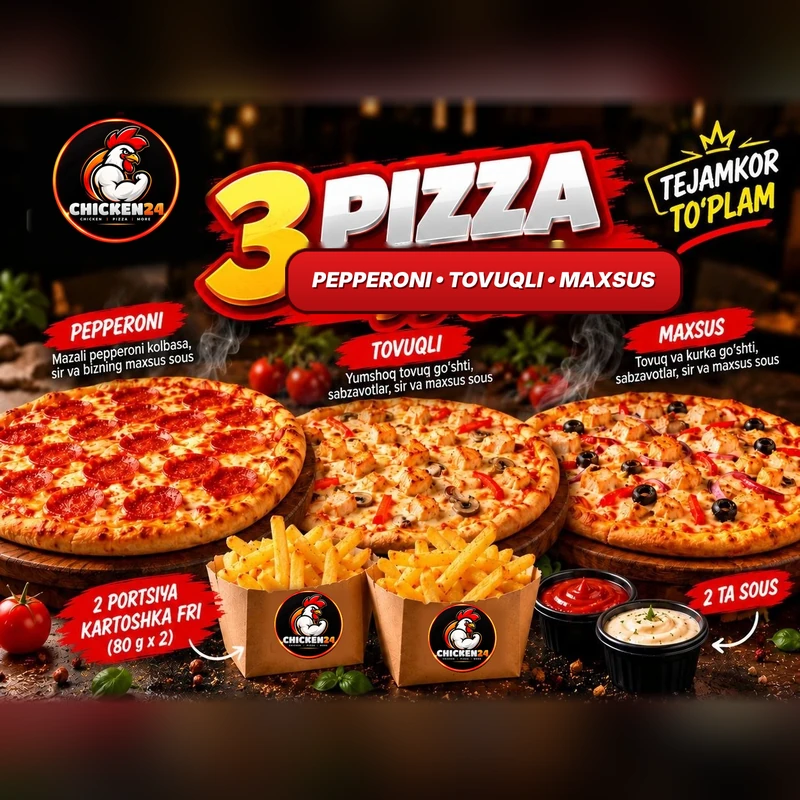 CHICKEN24
CHICKEN | PIZZA | MORE
3 PIZZA
PEPPERONI • TOVUQLI • MAXSUS
TEJAMKOR
TO‘PLAM
PEPPERONI
Mazali pepperoni kolbasa,
sir va bizning maxsus sous
TOVUQLI
Yumshoq tovuq go‘shti,
sabzavotlar, sir va maxsus sous
MAXSUS
Tovuq va kurka go‘shti,
sabzavotlar, sir va maxsus sous
2 PORTSIYA
KARTOSHKA FRI
(80 g x 2)
CHICKEN24
CHICKEN24
2 TA SOUS